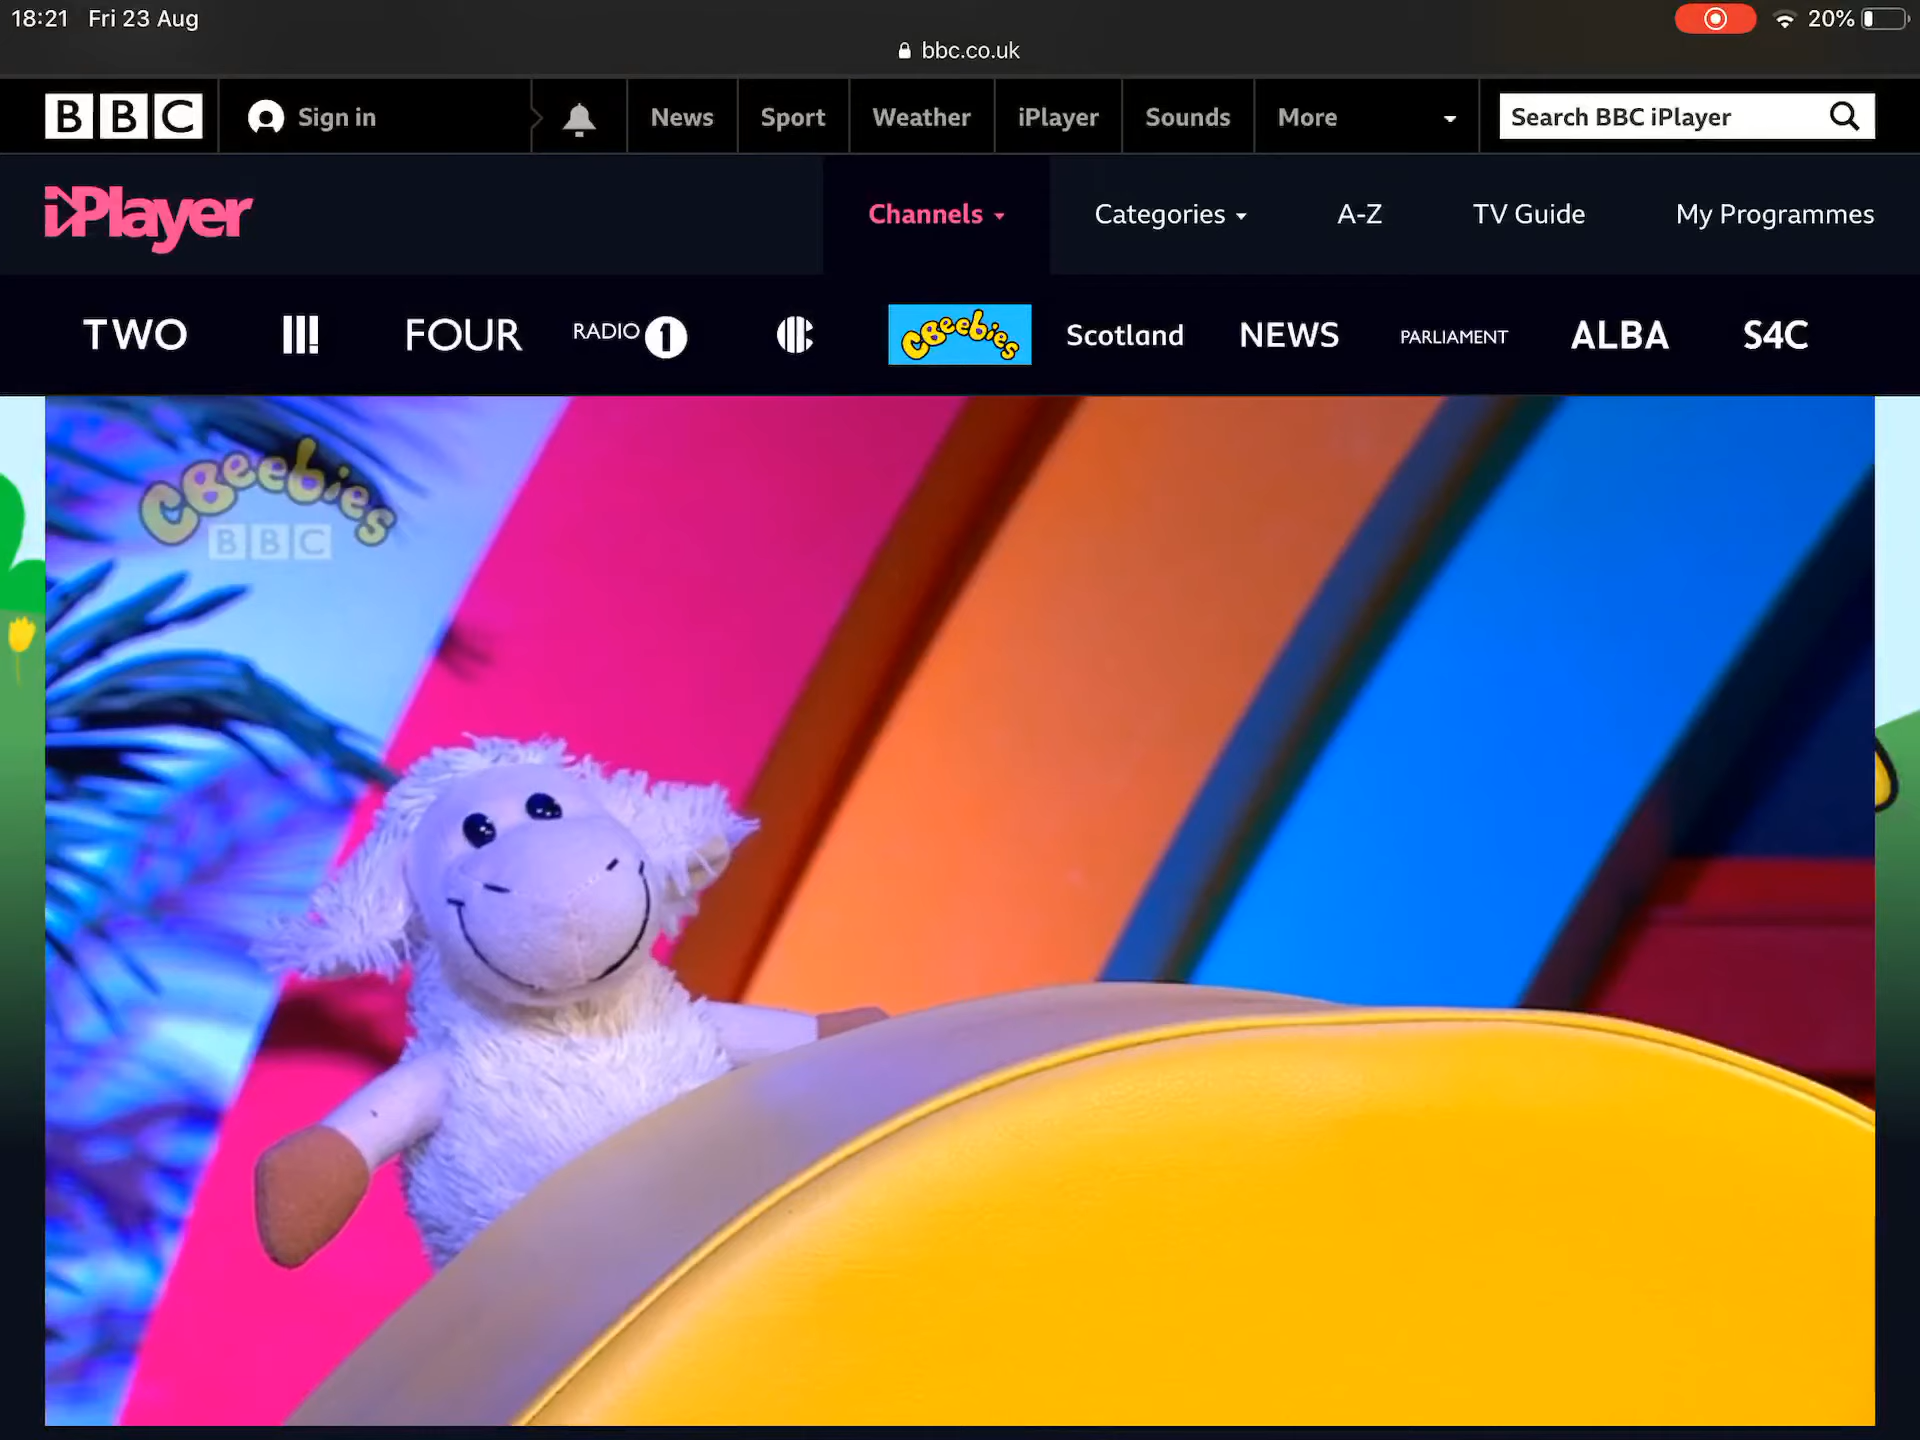 18:21 Fri 23 Aug
20%
bbc.co.uk
BBC Sign in News Sport Weather iPlayer Sounds More Search BBC iPlayer
iPlayer Channels Categories A-Z TV Guide My Programmes
TWO III! FOUR RADIO 1 CBeebies Scotland NEWS PARLIAMENT ALBA S4C
CBeebies
BBC